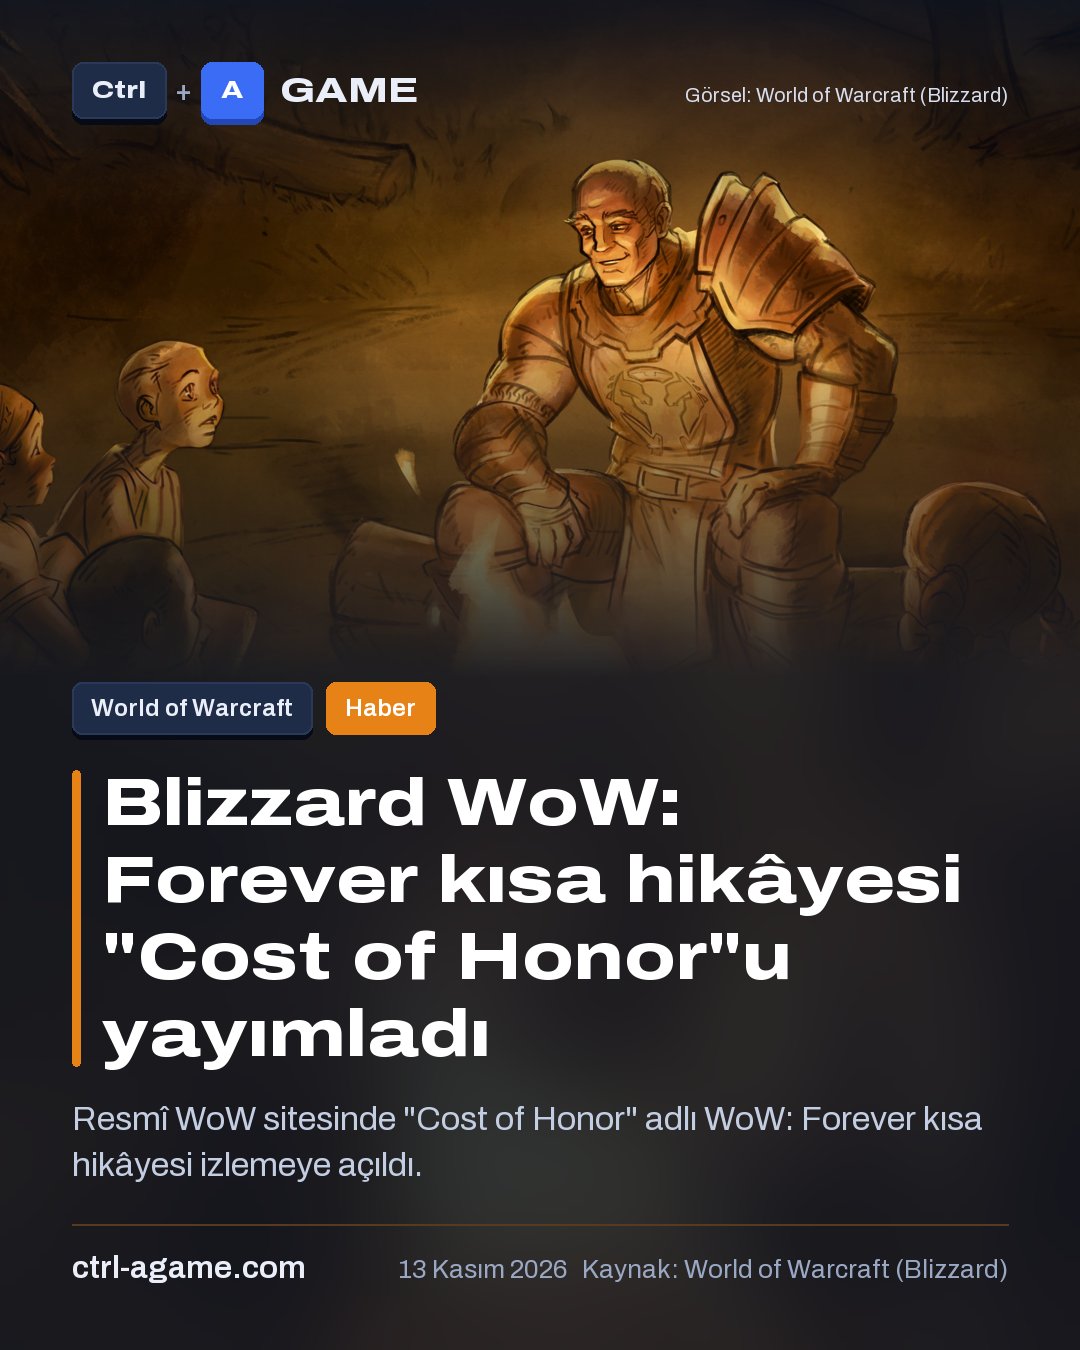 Ctrl + A GAME
Görsel: World of Warcraft (Blizzard)
World of Warcraft Haber
Blizzard WoW:
Forever kısa hikâyesi
"Cost of Honor"u
yayımladı
Resmî WoW sitesinde "Cost of Honor" adlı WoW: Forever kısa
hikâyesi izlemeye açıldı.
ctrl-agame.com 13 Kasım 2026 Kaynak: World of Warcraft (Blizzard)